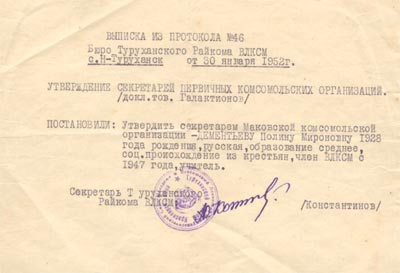 ВЫПИСКА ИЗ ПРОТОКОЛА №46
Бюро Туруханского Райкома ВЛКСМ
с.Н-Туруханск от 30 января 1952г.
УТВЕРЖДЕНИЕ СЕКРЕТАРЕЙ ПЕРВИЧНЫХ КОМСОМОЛЬСКИХ ОРГАНИЗАЦИЙ.
/докл.тов. Галактионов/
ПОСТАНОВИЛИ: Утвердить секретарем Маковской комсомольской
организации -ДЕМЕНТЬЕВУ Полину Мироновну 1928
года рождения,русская,образование среднее,
соц.происхождение из крестьян,член ВЛКСМ с
1947 года,учитель.
Секретарь Т уруханского
Райкома ВЛКСМ /Константинов/